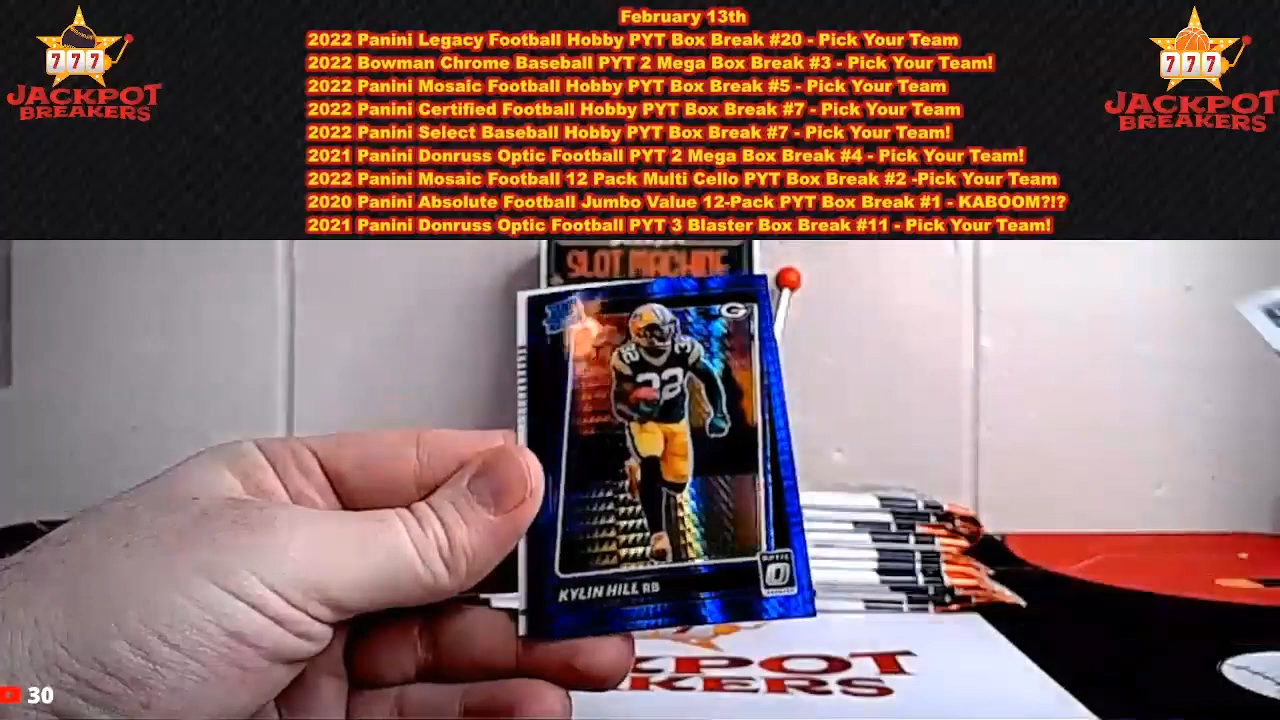 February 13th
2022 Panini Legacy Football Hobby PYT Box Break #20 - Pick Your Team
2022 Bowman Chrome Baseball PYT 2 Mega Box Break #3 - Pick Your Team!
2022 Panini Mosaic Football Hobby PYT Box Break #5 - Pick Your Team
2022 Panini Certified Football Hobby PYT Box Break #7 - Pick Your Team
2022 Panini Select Baseball Hobby PYT Box Break #7 - Pick Your Team!
2021 Panini Donruss Optic Football PYT 2 Mega Box Break #4 - Pick Your Team!
2022 Panini Mosaic Football 12 Pack Multi Cello PYT Box Break #2 -Pick Your Team
2020 Panini Absolute Football Jumbo Value 12-Pack PYT Box Break #1 - KABOOM?!?
2021 Panini Donruss Optic Football PYT 3 Blaster Box Break #11 - Pick Your Team!
777
JACKPOT
BREAKERS
777
JACKPOT
BREAKERS
SLOT MACHINE
G
32
32
OPTIC
KYLIN HILL RB
KPOT
KERS
30